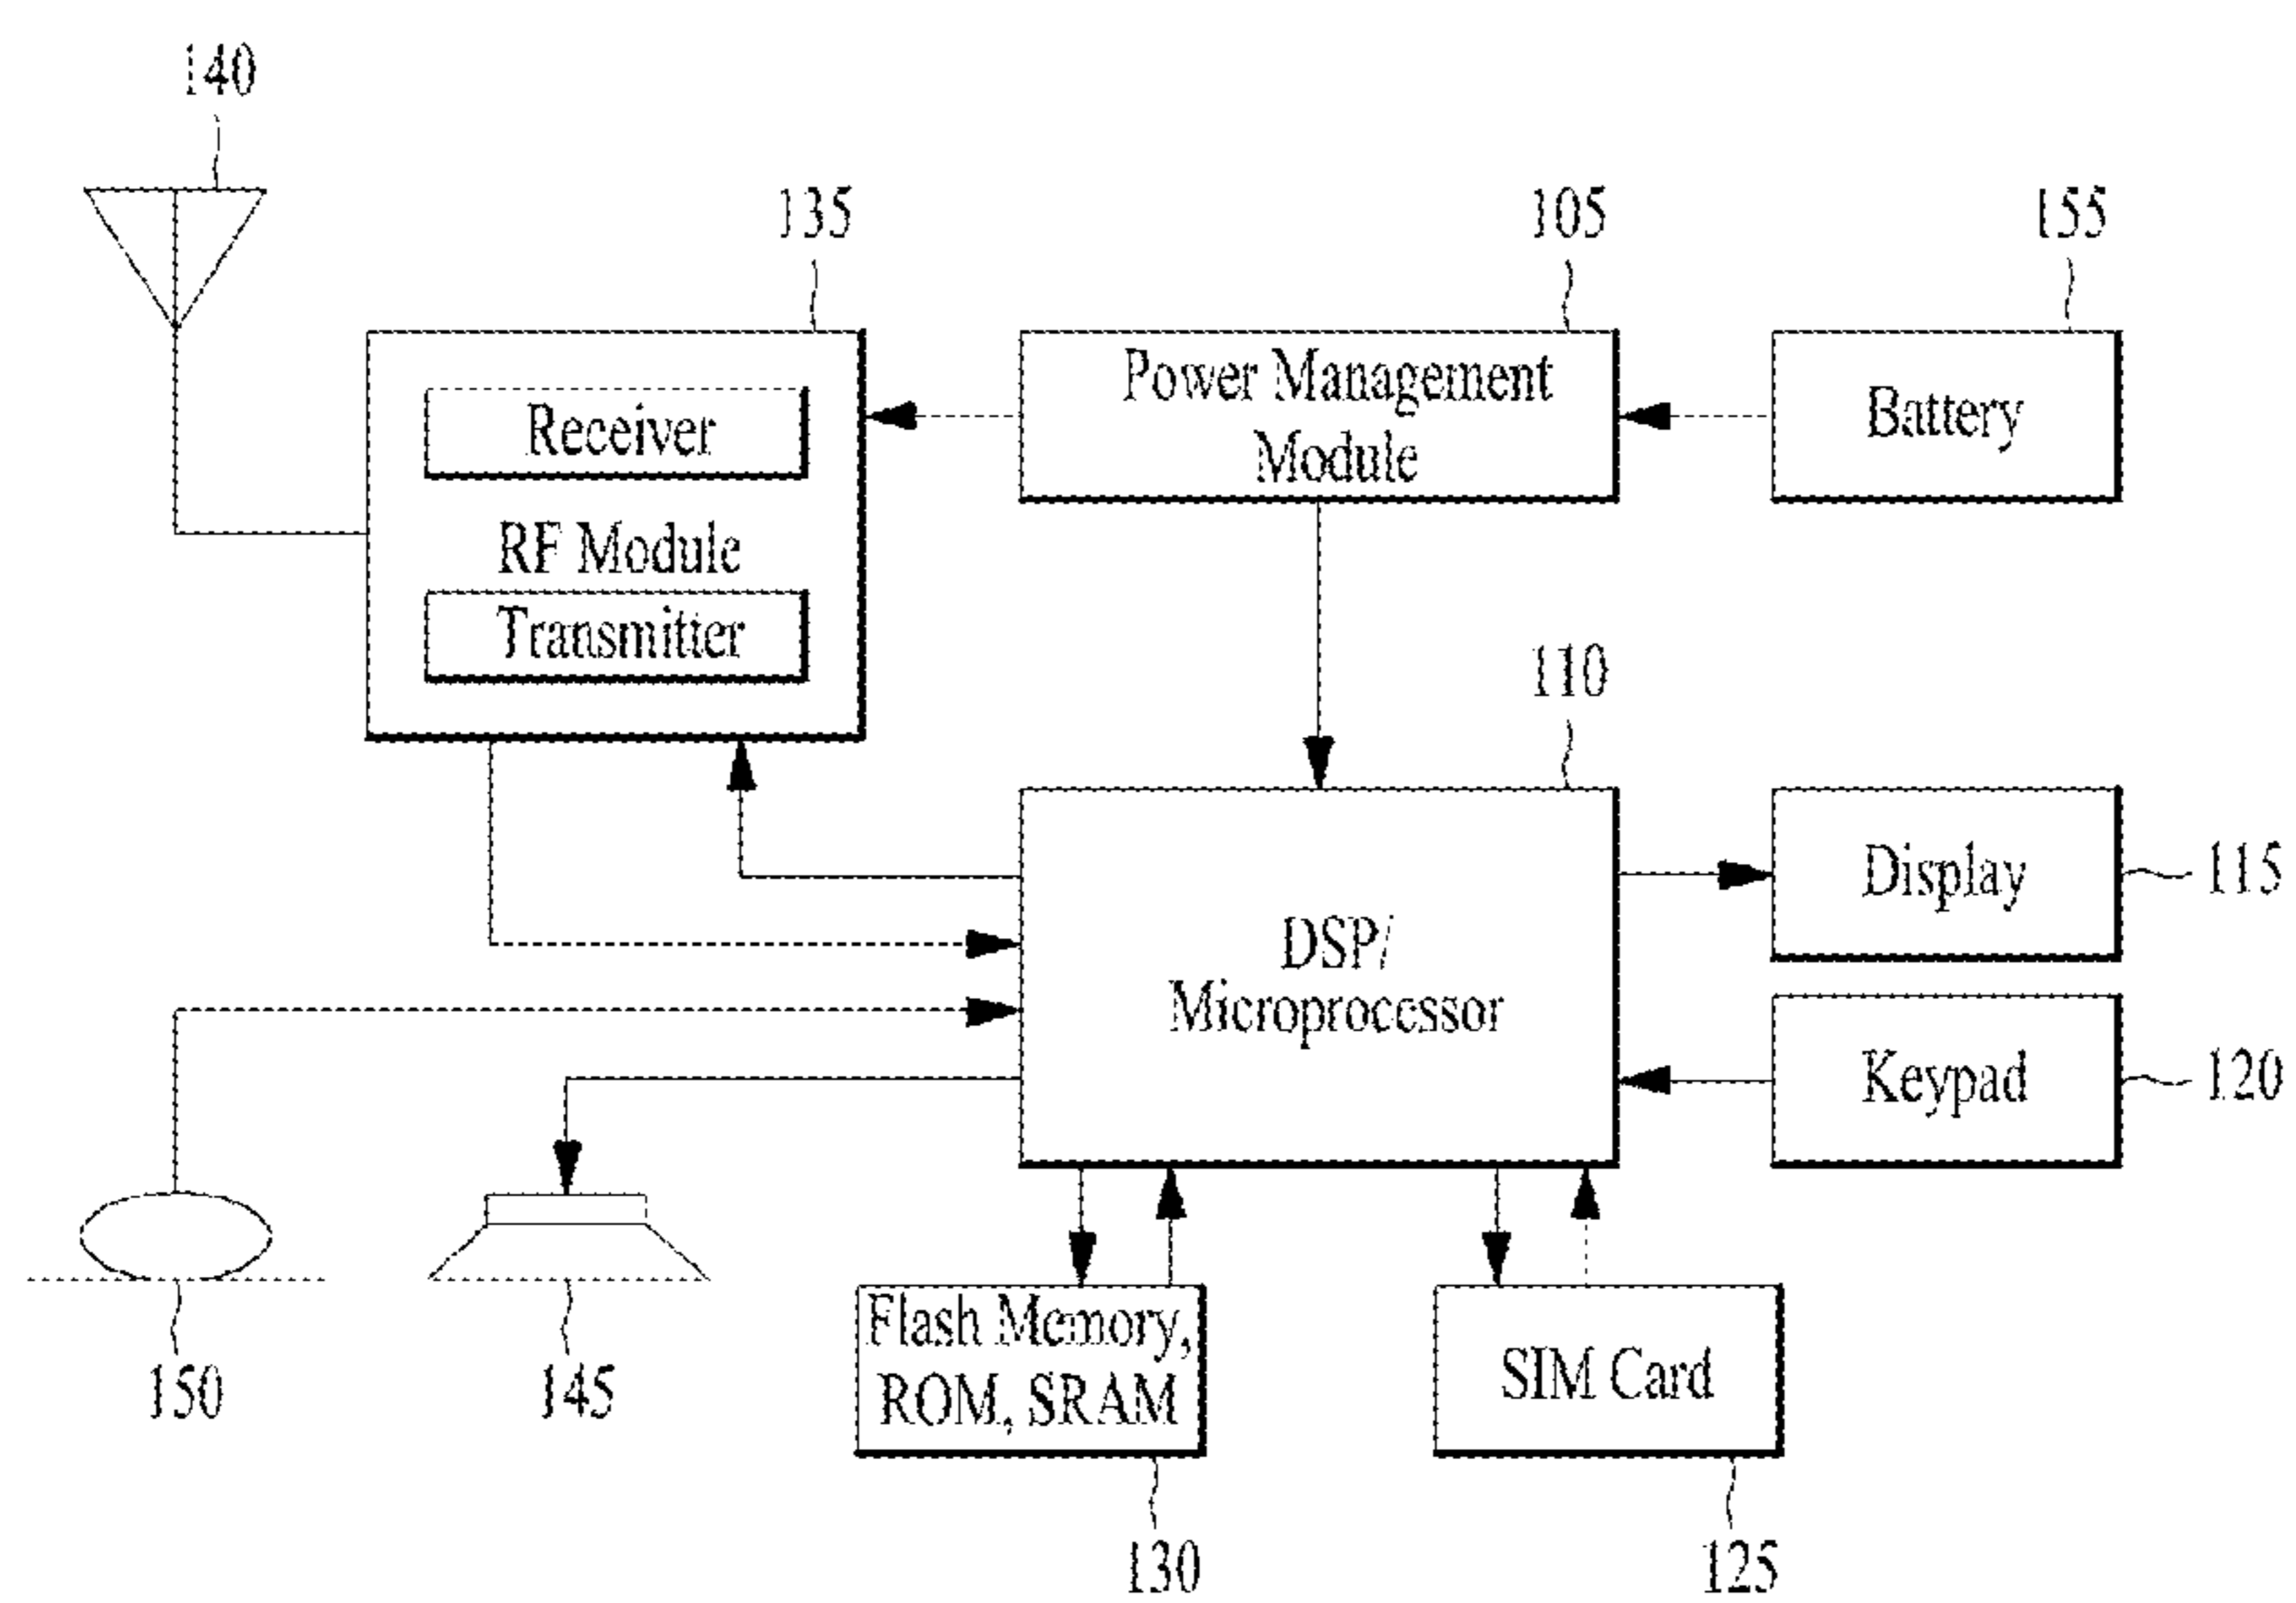 140
135
105
155
Receiver
RF Module
Transmitter
Power Management
Module
Battery
110
DSP/
Microprocessor
Display
115
Keypad
120
150
145
Flash Memory,
ROM, SRAM
SIM Card
130
125